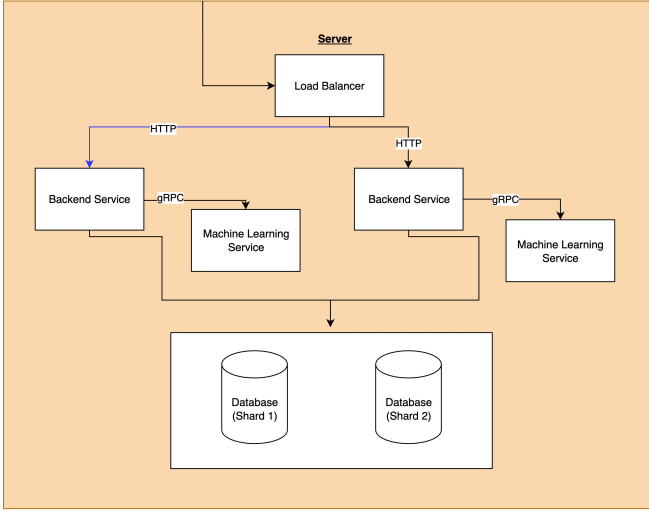 Server
Load Balancer
HTTP
HTTP
Backend Service
gRPC
Machine Learning
Service
Backend Service
gRPC
Machine Learning
Service
Database
(Shard 1)
Database
(Shard 2)